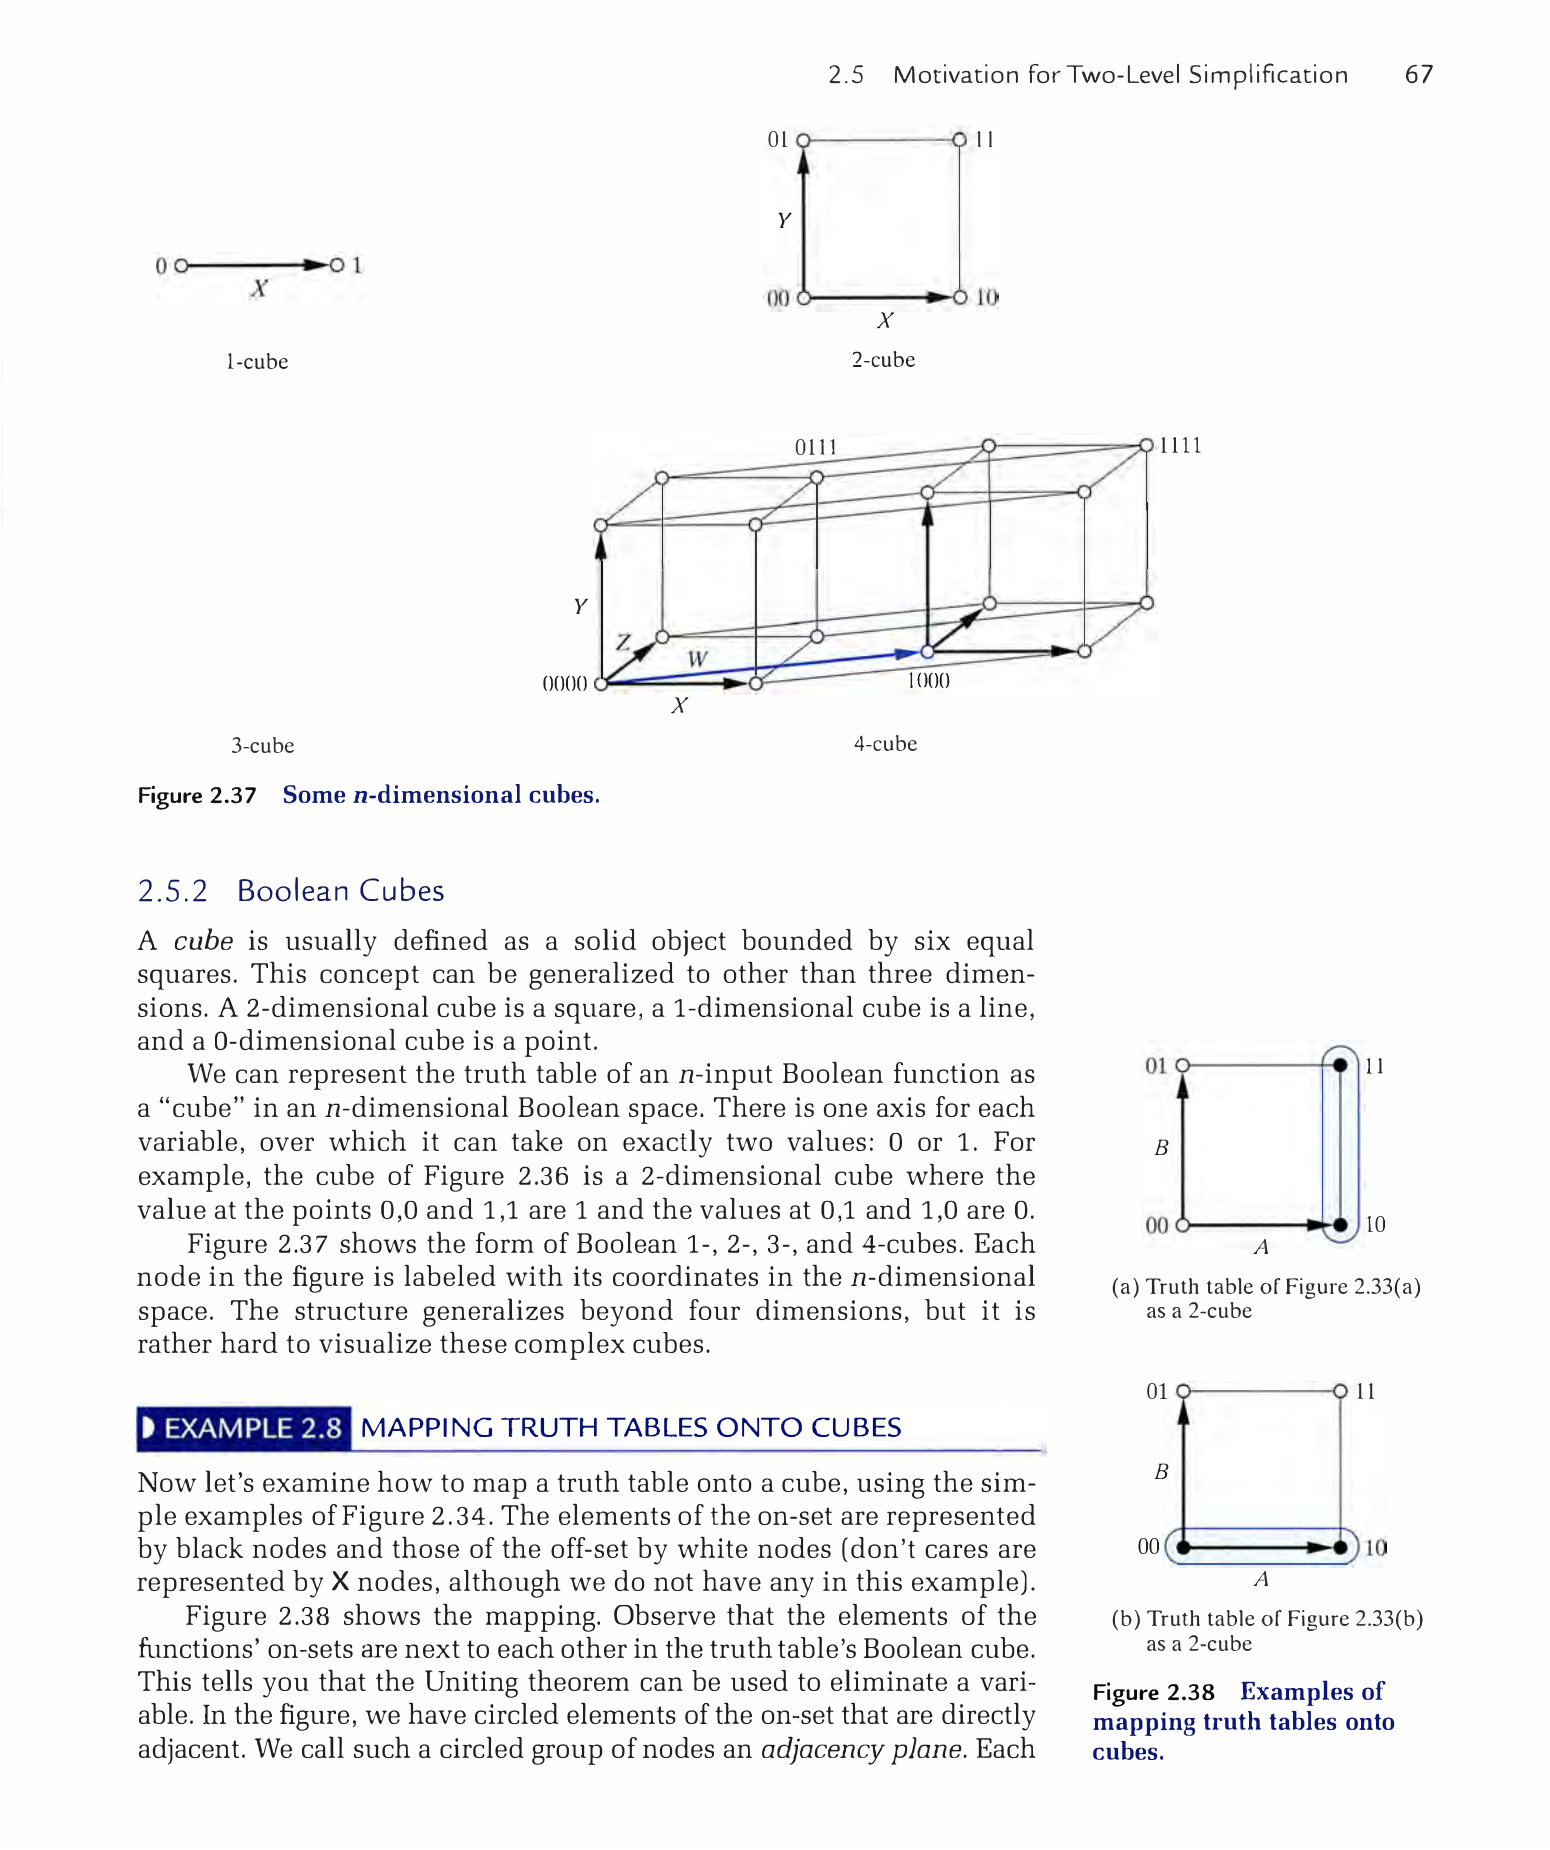 2.5 Motivation for Two-Level Simplification 67
01 11
Y
0 1
X
00 10
X
1-cube
2-cube
0111 1111
Y
Z
W
0000 1000
X
3-cube
4-cube
Figure 2.37 Some n-dimensional cubes.
2.5.2 Boolean Cubes
A cube is usually defined as a solid object bounded by six equal
squares. This concept can be generalized to other than three dimen-
sions. A 2-dimensional cube is a square, a 1-dimensional cube is a line,
and a 0-dimensional cube is a point.
We can represent the truth table of an n-input Boolean function as
a “cube” in an n-dimensional Boolean space. There is one axis for each
variable, over which it can take on exactly two values: 0 or 1. For
example, the cube of Figure 2.36 is a 2-dimensional cube where the
value at the points 0,0 and 1,1 are 1 and the values at 0,1 and 1,0 are 0.
Figure 2.37 shows the form of Boolean 1-, 2-, 3-, and 4-cubes. Each
node in the figure is labeled with its coordinates in the n-dimensional
space. The structure generalizes beyond four dimensions, but it is
rather hard to visualize these complex cubes.
EXAMPLE 2.8 MAPPING TRUTH TABLES ONTO CUBES
Now let’s examine how to map a truth table onto a cube, using the sim-
ple examples of Figure 2.34. The elements of the on-set are represented
by black nodes and those of the off-set by white nodes (don’t cares are
represented by X nodes, although we do not have any in this example).
Figure 2.38 shows the mapping. Observe that the elements of the
functions’ on-sets are next to each other in the truth table’s Boolean cube.
This tells you that the Uniting theorem can be used to eliminate a vari-
able. In the figure, we have circled elements of the on-set that are directly
adjacent. We call such a circled group of nodes an adjacency plane. Each
01 11
B
00 10
A
(a) Truth table of Figure 2.33(a)
as a 2-cube
01 11
B
00 10
A
(b) Truth table of Figure 2.33(b)
as a 2-cube
Figure 2.38 Examples of
mapping truth tables onto
cubes.